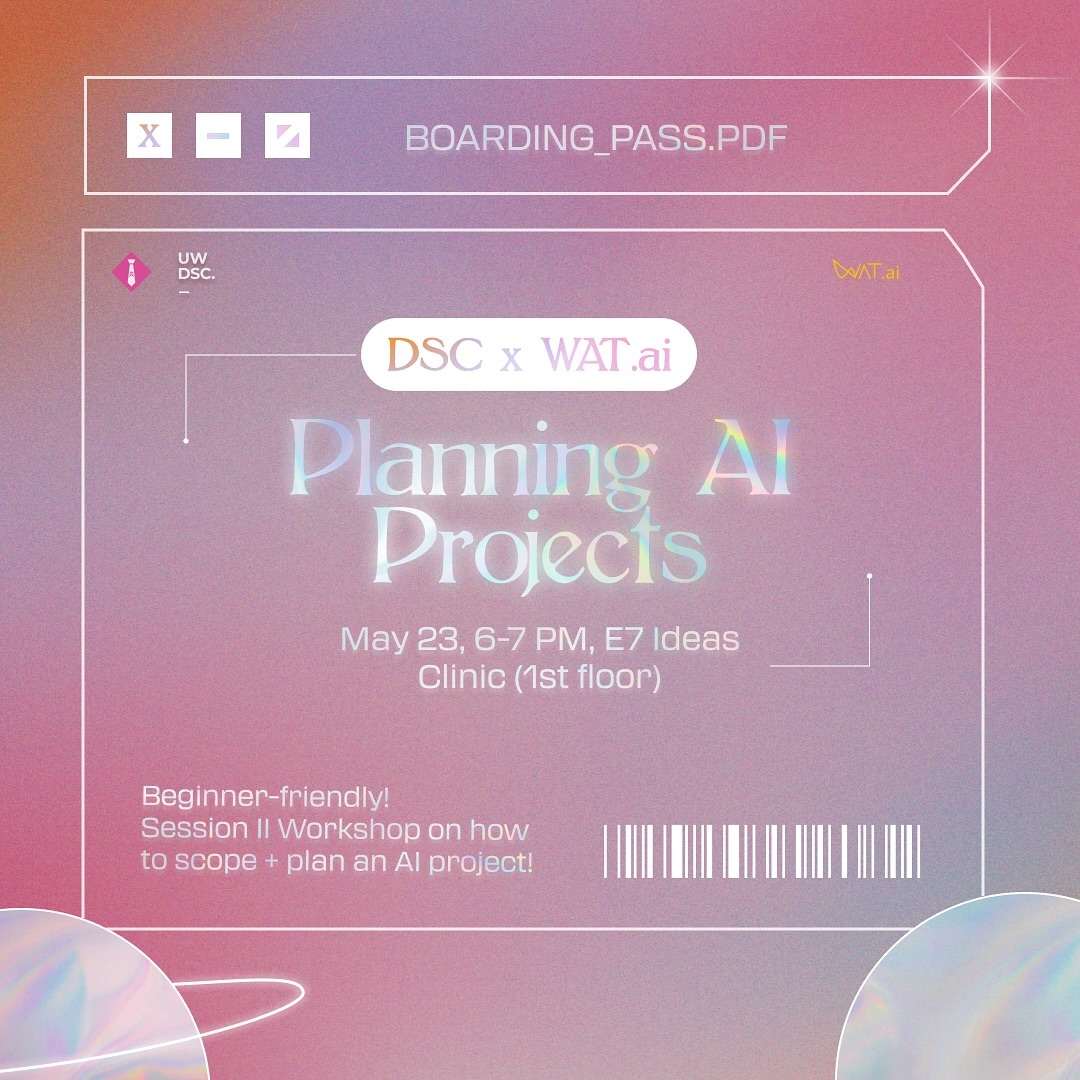 X
BOARDING_PASS.PDF
UW
DSC.
WAT.ai
DSC x WAT.ai
Planning AI
Projects
May 23, 6-7 PM, E7 Ideas
Clinic (1st floor)
Beginner-friendly!
Session II Workshop on how
to scope + plan an AI project!